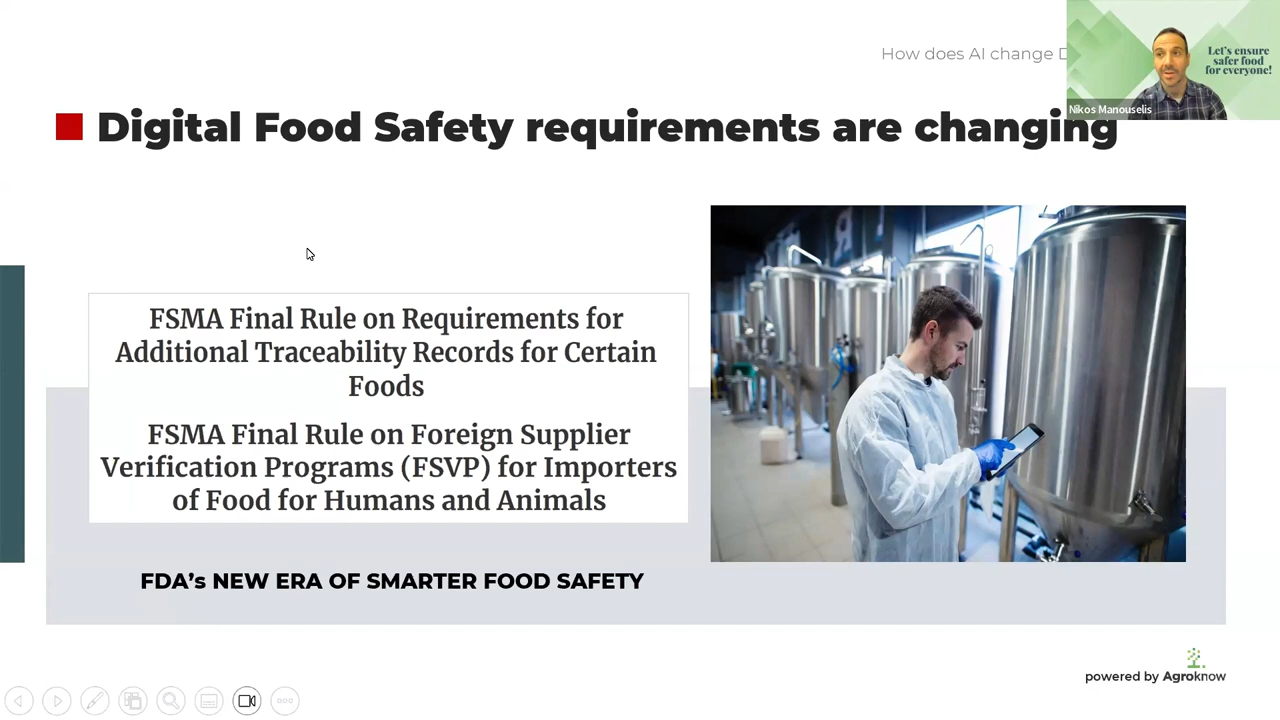 How does AI change D
Let's ensure
safer food
for everyone!
Nikos Manouselis
Digital Food Safety requirements are changing
FSMA Final Rule on Requirements for
Additional Traceability Records for Certain
Foods
FSMA Final Rule on Foreign Supplier
Verification Programs (FSVP) for Importers
of Food for Humans and Animals
FDA’s NEW ERA OF SMARTER FOOD SAFETY
powered by Agroknow